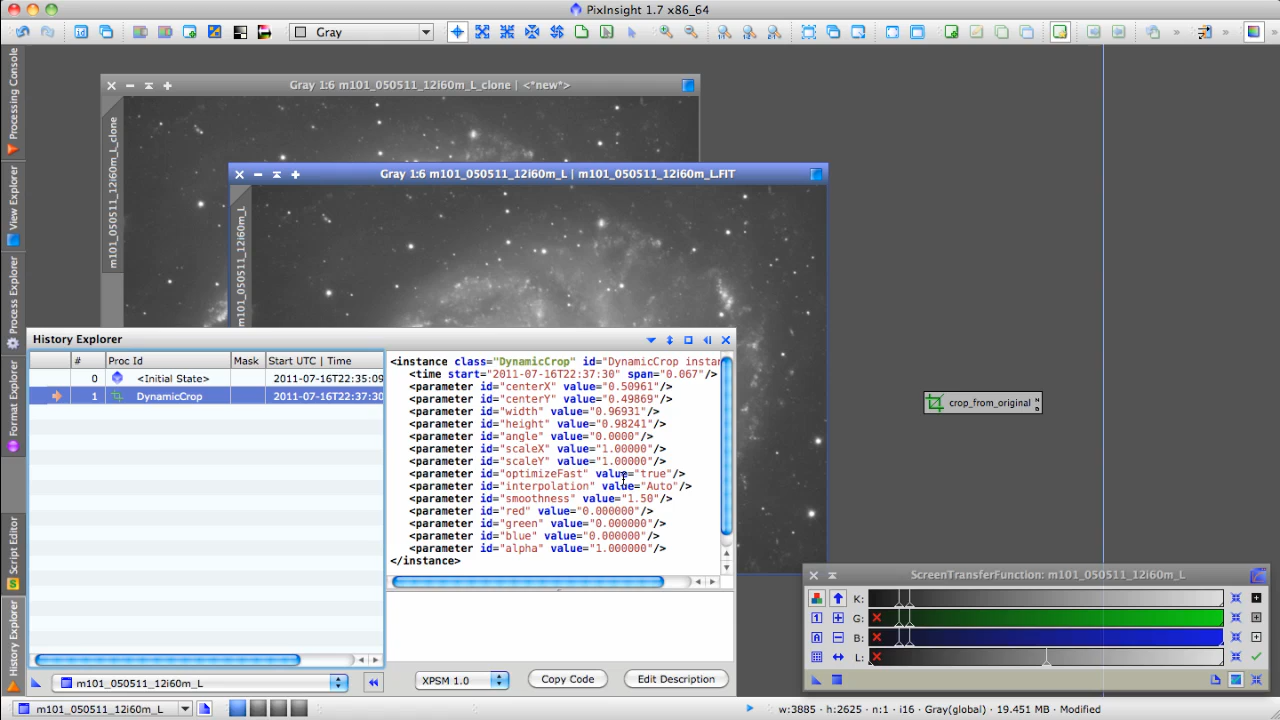 PixInsight 1.7 x86_64
Gray
Processing Console
View Explorer
Process Explorer
Format Explorer
Script Editor
History Explorer
Gray 1:6 m101_050511_12i60m_L_clone | <*new*>
m101_050511_12i60m_L_clone
Gray 1:6 m101_050511_12i60m_L | m101_050511_12i60m_L.FIT
m101_050511_12i60m_L
History Explorer
# Proc Id Mask Start UTC | Time
0 <Initial State> 2011-07-16T22:35:09
1 DynamicCrop 2011-07-16T22:37:30
<instance class="DynamicCrop" id="DynamicCrop_instan
<time start="2011-07-16T22:37:30" span="0.067"/>
<parameter id="centerX" value="0.50961"/>
<parameter id="centerY" value="0.49869"/>
<parameter id="width" value="0.96931"/>
<parameter id="height" value="0.98241"/>
<parameter id="angle" value="0.0000"/>
<parameter id="scaleX" value="1.00000"/>
<parameter id="scaleY" value="1.00000"/>
<parameter id="optimizeFast" value="true"/>
<parameter id="interpolation" value="Auto"/>
<parameter id="smoothness" value="1.50"/>
<parameter id="red" value="0.000000"/>
<parameter id="green" value="0.000000"/>
<parameter id="blue" value="0.000000"/>
<parameter id="alpha" value="1.000000"/>
</instance>
m101_050511_12i60m_L
XPSM 1.0
Copy Code
Edit Description
crop_from_original
ScreenTransferFunction: m101_050511_12i60m_L
K:
G:
B:
L:
m101_050511_12i60m_L
w:3885 · h:2625 · n:1 · i16 · Gray(global) · 19.451 MB · Modified